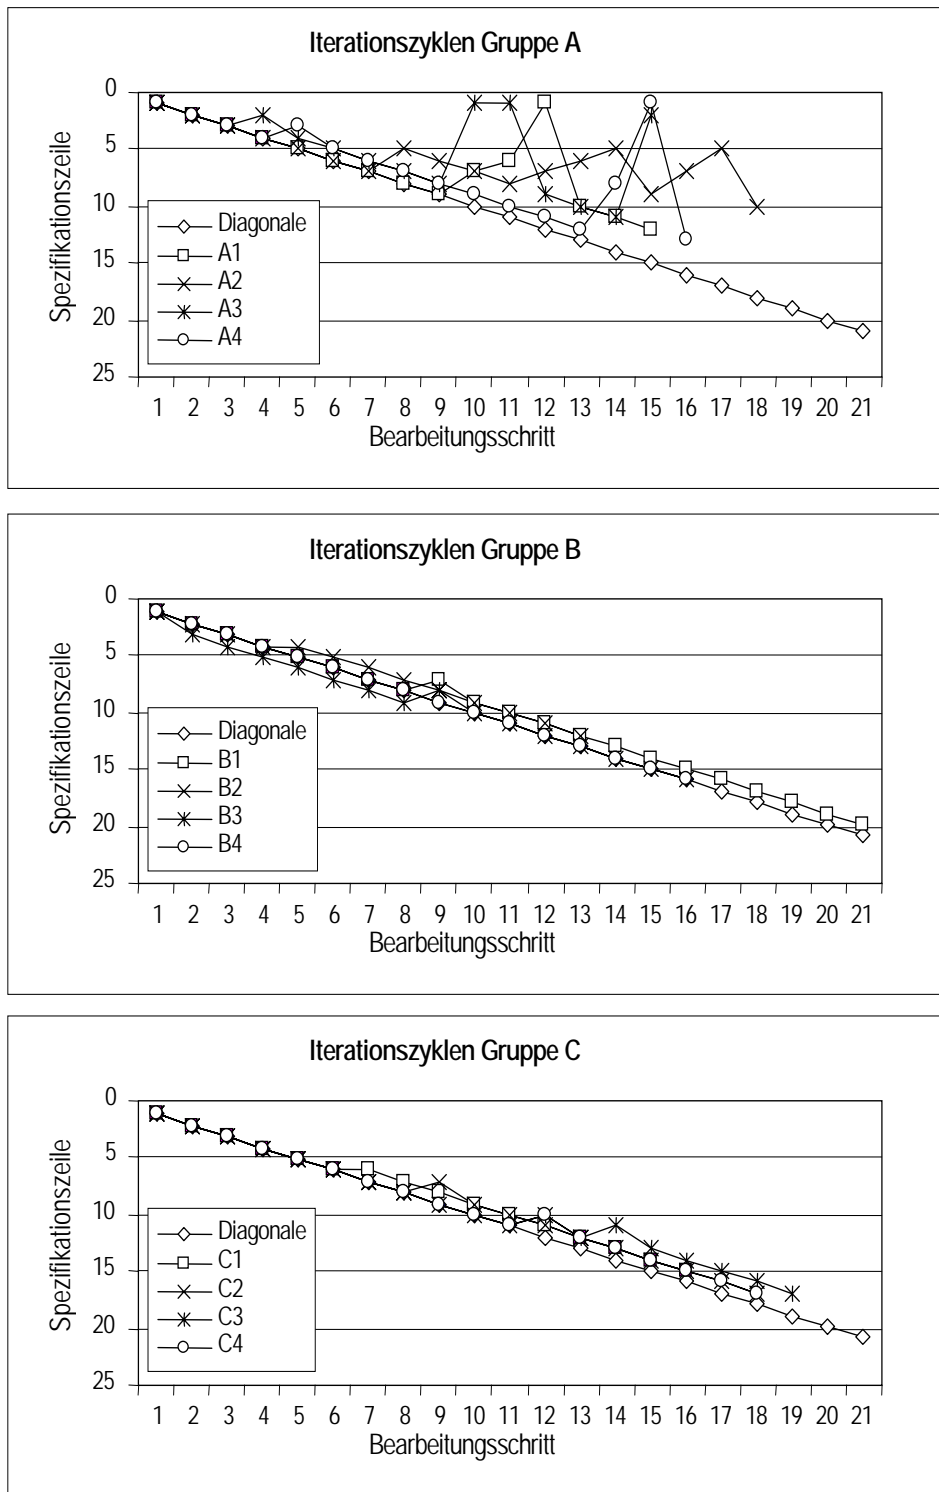 Iterationszyklen Gruppe A
Spezifikationszeile
0
5
10
15
20
25
Diagonale
A1
A2
A3
A4
1 2 3 4 5 6 7 8 9 10 11 12 13 14 15 16 17 18 19 20 21
Bearbeitungsschritt
Iterationszyklen Gruppe B
Spezifikationszeile
0
5
10
15
20
25
Diagonale
B1
B2
B3
B4
1 2 3 4 5 6 7 8 9 10 11 12 13 14 15 16 17 18 19 20 21
Bearbeitungsschritt
Iterationszyklen Gruppe C
Spezifikationszeile
0
5
10
15
20
25
Diagonale
C1
C2
C3
C4
1 2 3 4 5 6 7 8 9 10 11 12 13 14 15 16 17 18 19 20 21
Bearbeitungsschritt